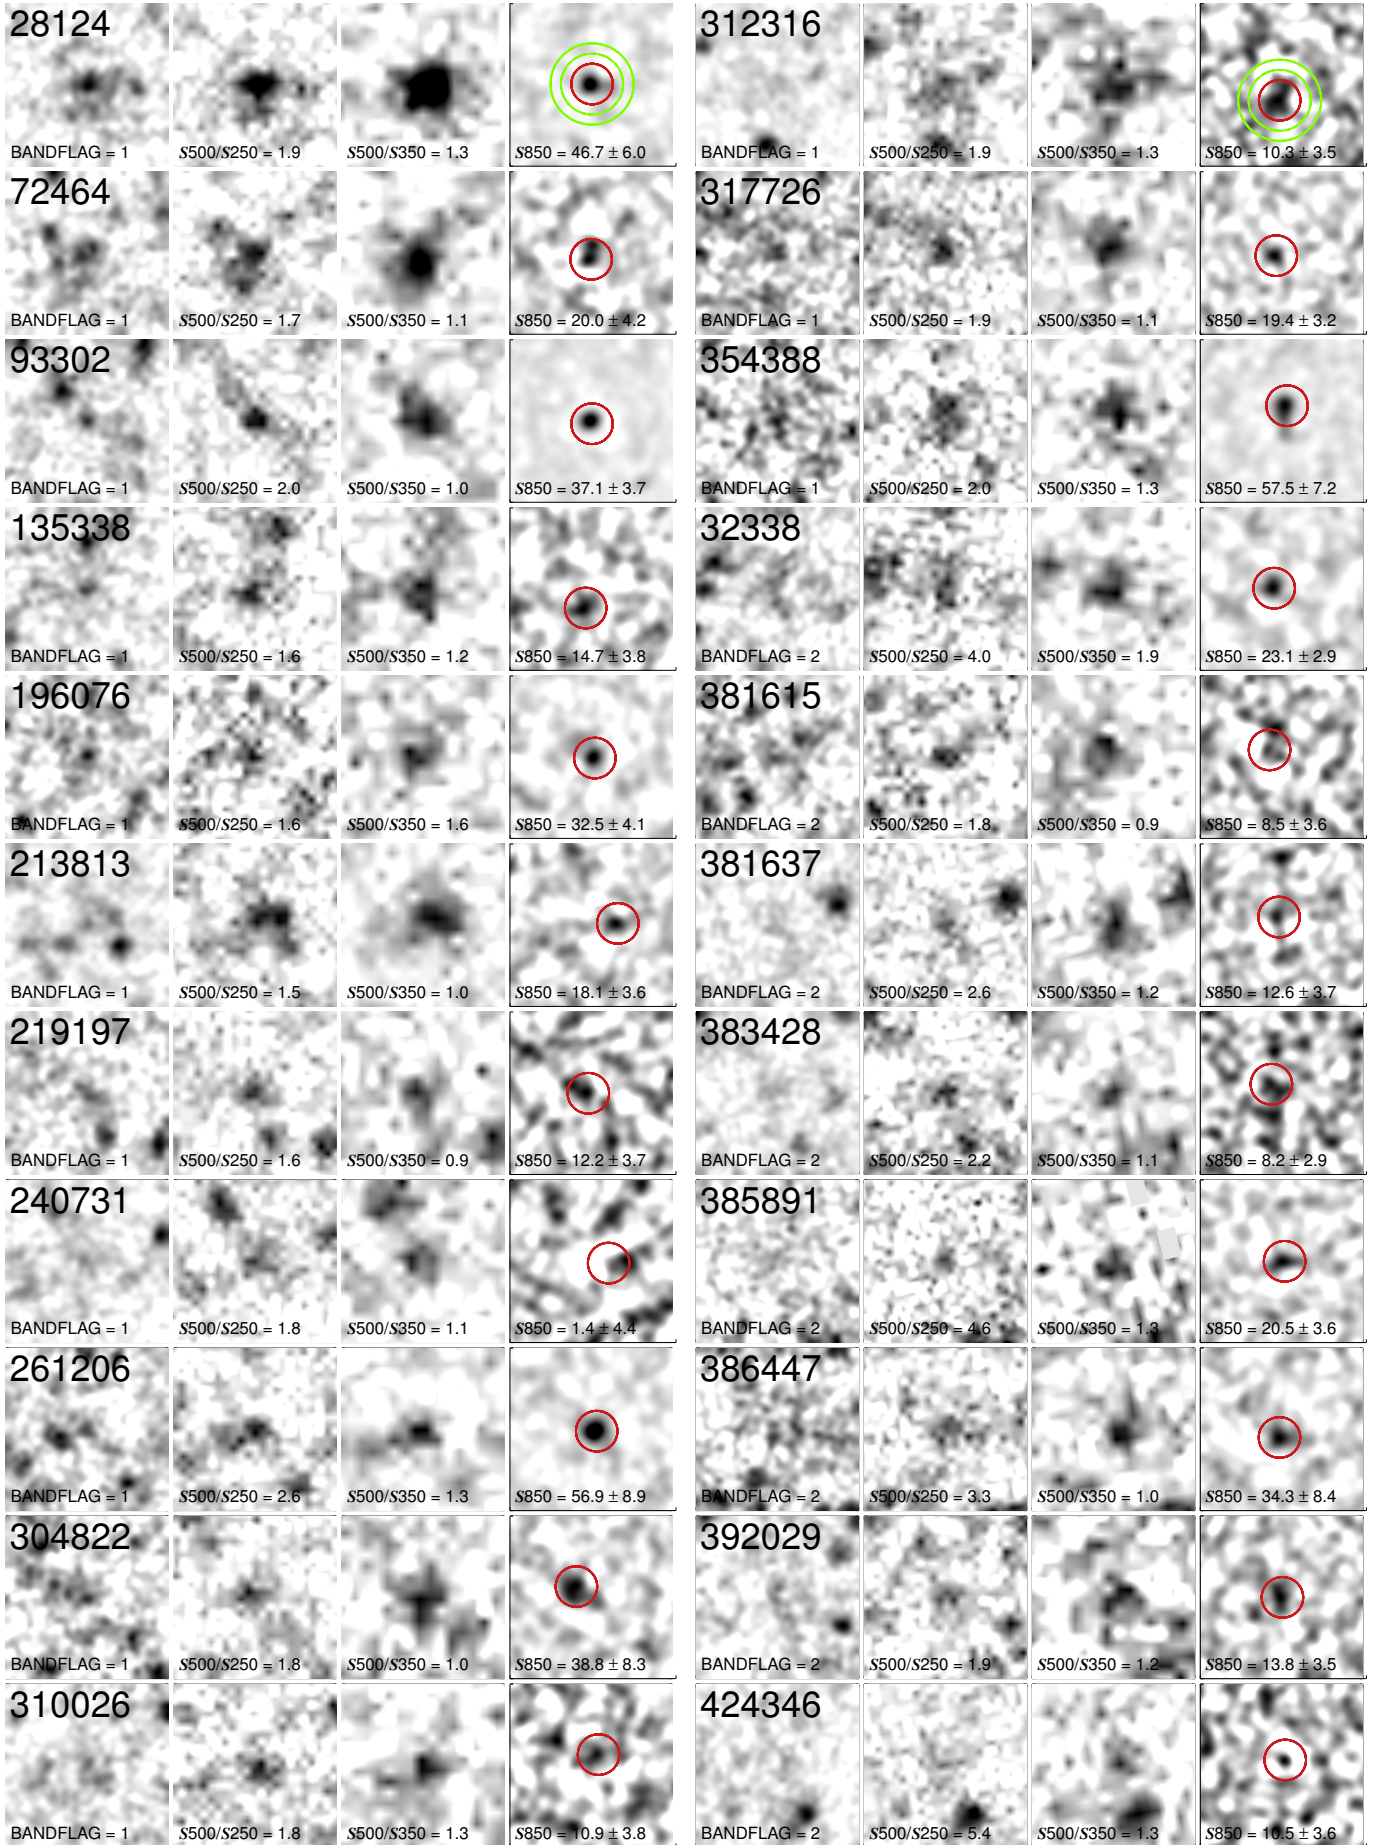 28124
BANDFLAG = 1 S500/S250 = 1.9 S500/S350 = 1.3 S850 = 46.7 ± 6.0
72464
BANDFLAG = 1 S500/S250 = 1.7 S500/S350 = 1.1 S850 = 20.0 ± 4.2
93302
BANDFLAG = 1 S500/S250 = 2.0 S500/S350 = 1.0 S850 = 37.1 ± 3.7
135338
BANDFLAG = 1 S500/S250 = 1.6 S500/S350 = 1.2 S850 = 14.7 ± 3.8
196076
BANDFLAG = 1 S500/S250 = 1.6 S500/S350 = 1.6 S850 = 32.5 ± 4.1
213813
BANDFLAG = 1 S500/S250 = 1.5 S500/S350 = 1.0 S850 = 18.1 ± 3.6
219197
BANDFLAG = 1 S500/S250 = 1.6 S500/S350 = 0.9 S850 = 12.2 ± 3.7
240731
BANDFLAG = 1 S500/S250 = 1.8 S500/S350 = 1.1 S850 = 1.4 ± 4.4
261206
BANDFLAG = 1 S500/S250 = 2.6 S500/S350 = 1.3 S850 = 56.9 ± 8.9
304822
BANDFLAG = 1 S500/S250 = 1.8 S500/S350 = 1.0 S850 = 38.8 ± 8.3
310026
BANDFLAG = 1 S500/S250 = 1.8 S500/S350 = 1.3 S850 = 10.9 ± 3.8
312316
BANDFLAG = 1 S500/S250 = 1.9 S500/S350 = 1.3 S850 = 10.3 ± 3.5
317726
BANDFLAG = 1 S500/S250 = 1.9 S500/S350 = 1.1 S850 = 19.4 ± 3.2
354388
BANDFLAG = 1 S500/S250 = 2.0 S500/S350 = 1.3 S850 = 57.5 ± 7.2
32338
BANDFLAG = 2 S500/S250 = 4.0 S500/S350 = 1.9 S850 = 23.1 ± 2.9
381615
BANDFLAG = 2 S500/S250 = 1.8 S500/S350 = 0.9 S850 = 8.5 ± 3.6
381637
BANDFLAG = 2 S500/S250 = 2.6 S500/S350 = 1.2 S850 = 12.6 ± 3.7
383428
BANDFLAG = 2 S500/S250 = 2.2 S500/S350 = 1.1 S850 = 8.2 ± 2.9
385891
BANDFLAG = 2 S500/S250 = 4.6 S500/S350 = 1.3 S850 = 20.5 ± 3.6
386447
BANDFLAG = 2 S500/S250 = 3.3 S500/S350 = 1.0 S850 = 34.3 ± 8.4
392029
BANDFLAG = 2 S500/S250 = 1.9 S500/S350 = 1.2 S850 = 13.8 ± 3.5
424346
BANDFLAG = 2 S500/S250 = 5.4 S500/S350 = 1.3 S850 = 10.5 ± 3.6